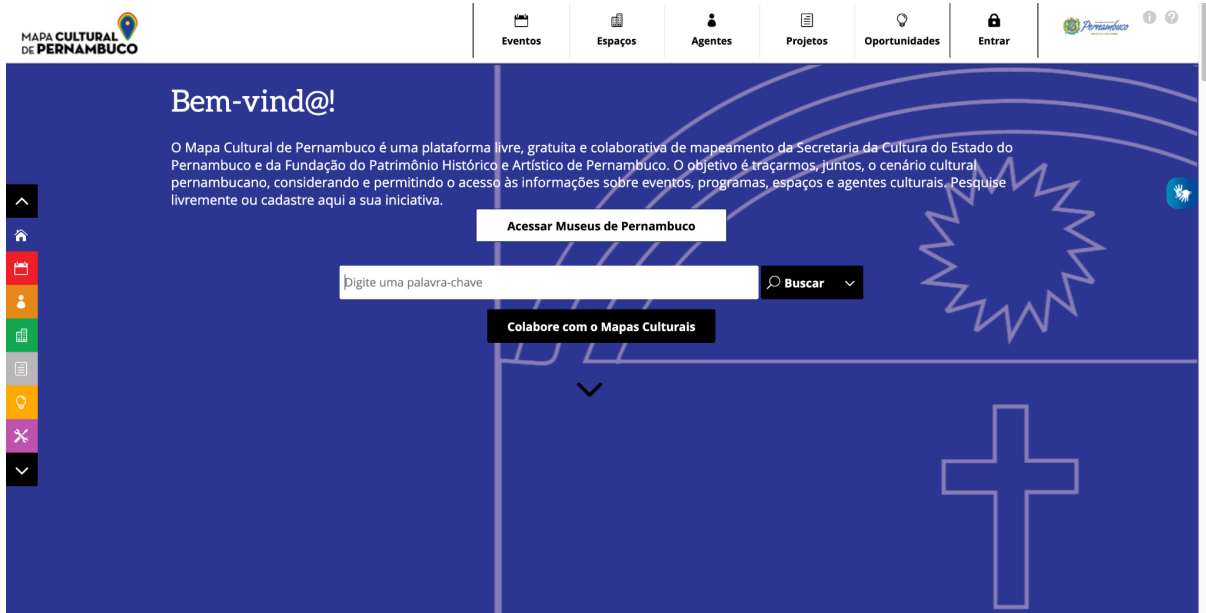 MAPA CULTURAL
DE PERNAMBUCO
Eventos
Espaços
Agentes
Projetos
Oportunidades
Entrar
Pernambuco
Bem-vind@!
O Mapa Cultural de Pernambuco é uma plataforma livre, gratuita e colaborativa de mapeamento da Secretaria da Cultura do Estado do
Pernambuco e da Fundação do Patrimônio Histórico e Artístico de Pernambuco. O objetivo é traçarmos, juntos, o cenário cultural
pernambucano, considerando e permitindo o acesso às informações sobre eventos, programas, espaços e agentes culturais. Pesquise
livremente ou cadastre aqui a sua iniciativa.
Acessar Museus de Pernambuco
Digite uma palavra-chave
Buscar
Colabore com o Mapas Culturais